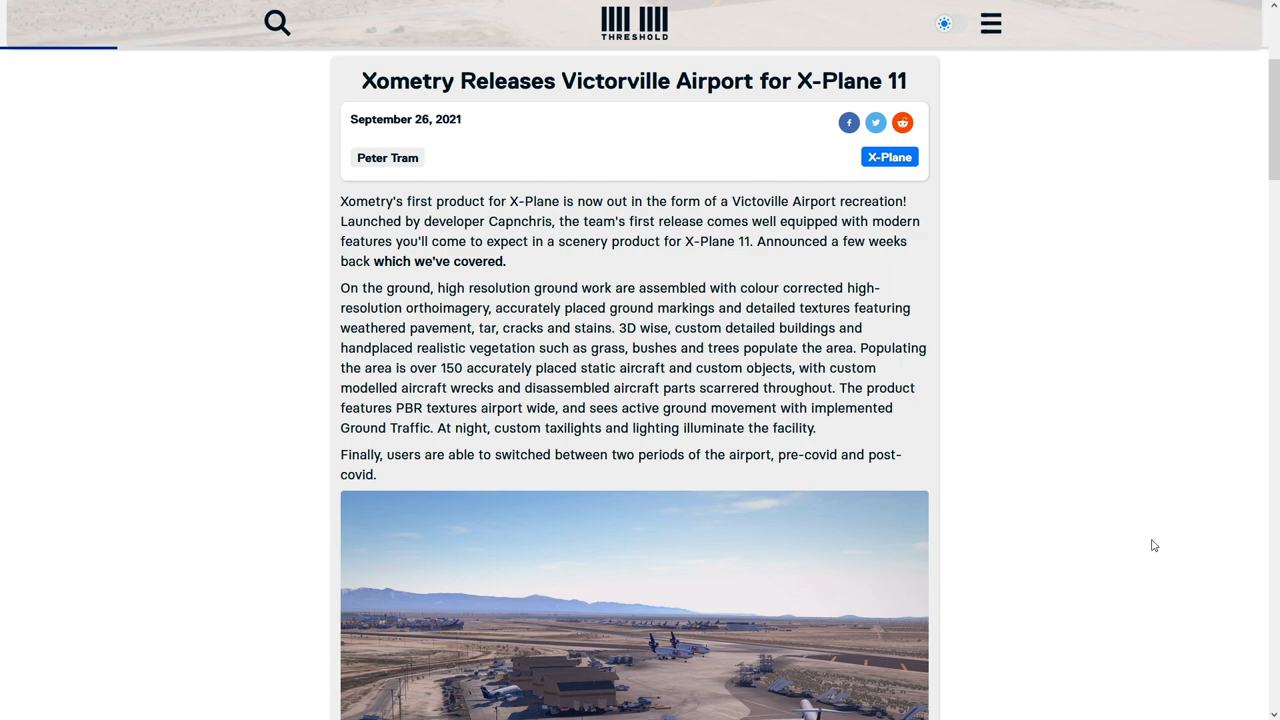 THRESHOLD
Xometry Releases Victorville Airport for X-Plane 11
September 26, 2021
Peter Tram
X-Plane
Xometry's first product for X-Plane is now out in the form of a Victoville Airport recreation!
Launched by developer Capnchris, the team's first release comes well equipped with modern
features you'll come to expect in a scenery product for X-Plane 11. Announced a few weeks
back which we've covered.
On the ground, high resolution ground work are assembled with colour corrected high-
resolution orthoimagery, accurately placed ground markings and detailed textures featuring
weathered pavement, tar, cracks and stains. 3D wise, custom detailed buildings and
handplaced realistic vegetation such as grass, bushes and trees populate the area. Populating
the area is over 150 accurately placed static aircraft and custom objects, with custom
modelled aircraft wrecks and disassembled aircraft parts scarrered throughout. The product
features PBR textures airport wide, and sees active ground movement with implemented
Ground Traffic. At night, custom taxilights and lighting illuminate the facility.
Finally, users are able to switched between two periods of the airport, pre-covid and post-
covid.